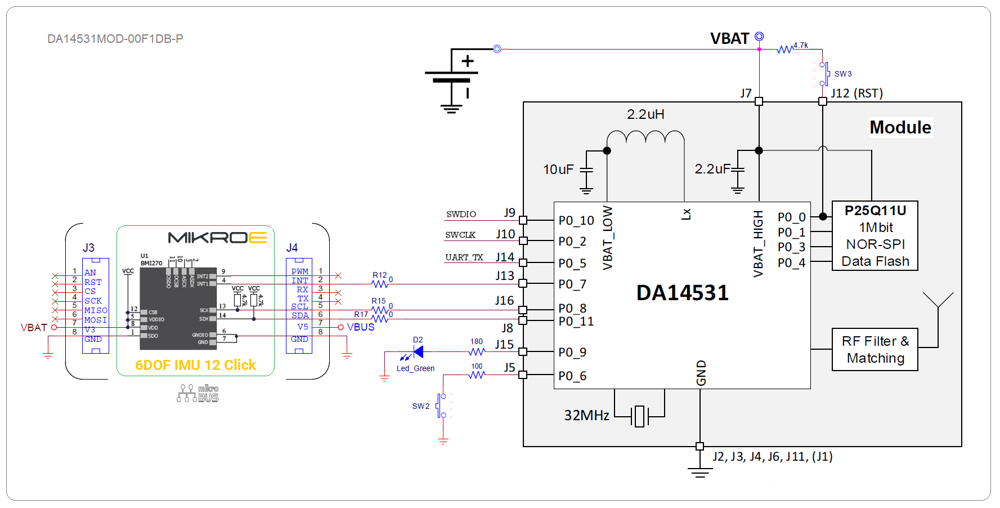 DA14531MOD-00F1DB-P
VBAT
4.7k
SW3
J7
J12 (RST)
+
2.2uH
Module
10uF
2.2uF
VBAT_LOW
Lx
VBAT_HIGH
P0_0
P0_1
P0_3
P0_4
P25Q11U
1Mbit
NOR-SPI
Data Flash
SWDIO
J9
P0_10
SWCLK
J10
P0_2
UART_TX
J14
P0_5
J13
P0_7
J16
P0_8
P0_11
J8
J15
P0_9
J5
P0_6
DA14531
RF Filter &
Matching
GND
32MHz
J2, J3, J4, J6, J11, (J1)
MIKROE
J3
J4
U1
BMI270
VCC
AN
RST
CS
SCK
MISO
MOSI
V3
GND
1
2
3
4
5
6
7
8
PWM
INT
RX
TX
SCL
SDA
V5
GND
1
2
3
4
5
6
7
8
12
CSB
5
VDDIO
8
VDD
1
SDO
INT2
9
INT1
4
VCC
VCC
4.7k
4.7k
SCX
13
SDX
14
GNDIO
6
GND
7
R12
0
R15
0
R17
0
VBAT
VBUS
6DOF IMU 12 Click
mikro
BUS
D2
Led_Green
180
100
SW2